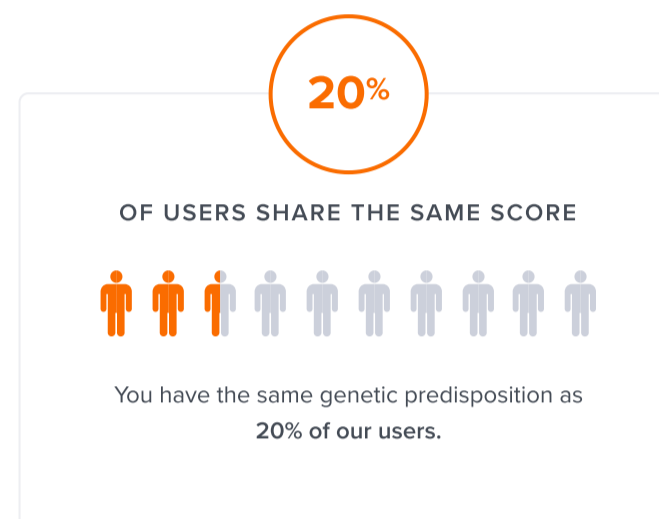 20%
OF USERS SHARE THE SAME SCORE
You have the same genetic predisposition as
20% of our users.